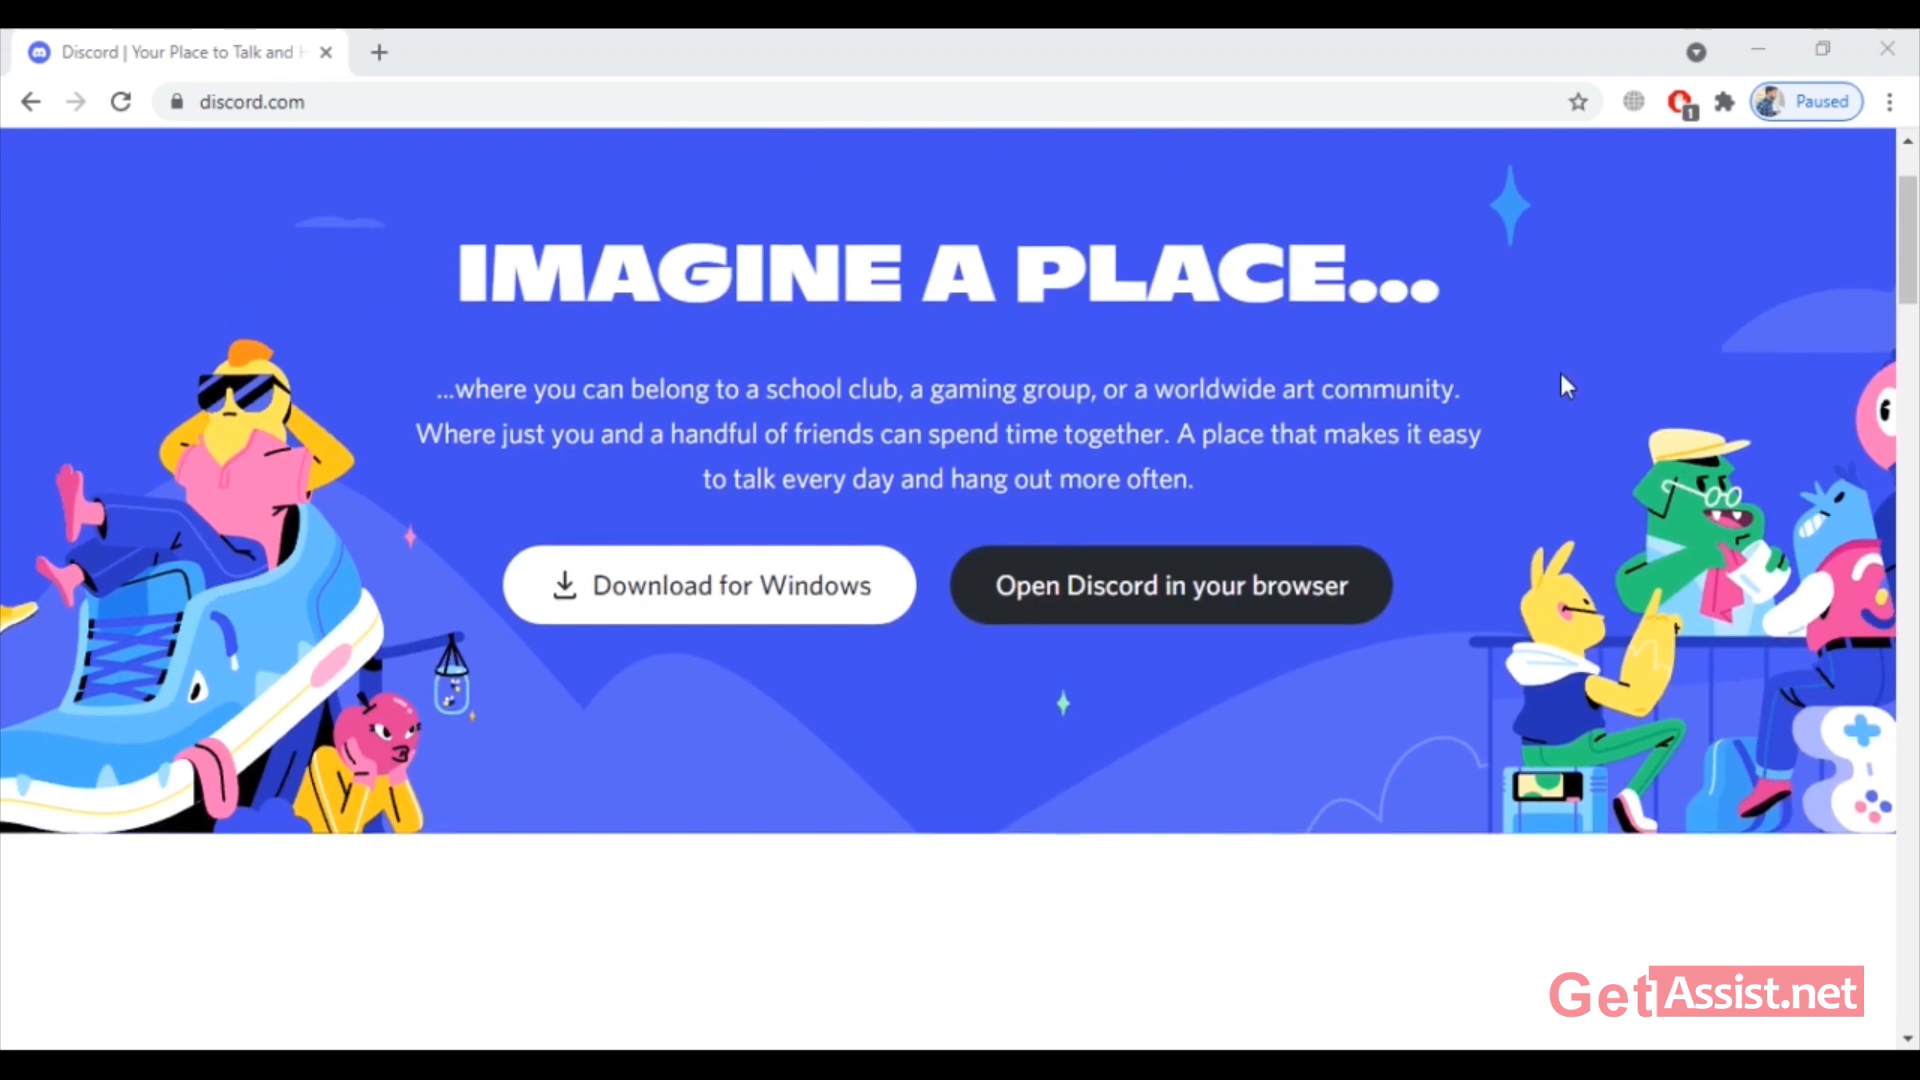 Discord | Your Place to Talk and H
discord.com
1
Paused
IMAGINE A PLACE...
...where you can belong to a school club, a gaming group, or a worldwide art community.
Where just you and a handful of friends can spend time together. A place that makes it easy
to talk every day and hang out more often.
Download for Windows
Open Discord in your browser
GetAssist.net